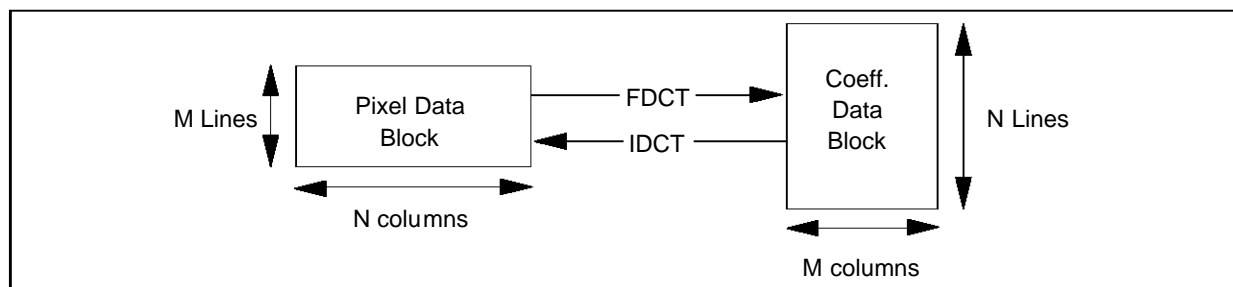 M Lines
Pixel Data
Block
N columns
FDCT
IDCT
Coeff.
Data
Block
N Lines
M columns